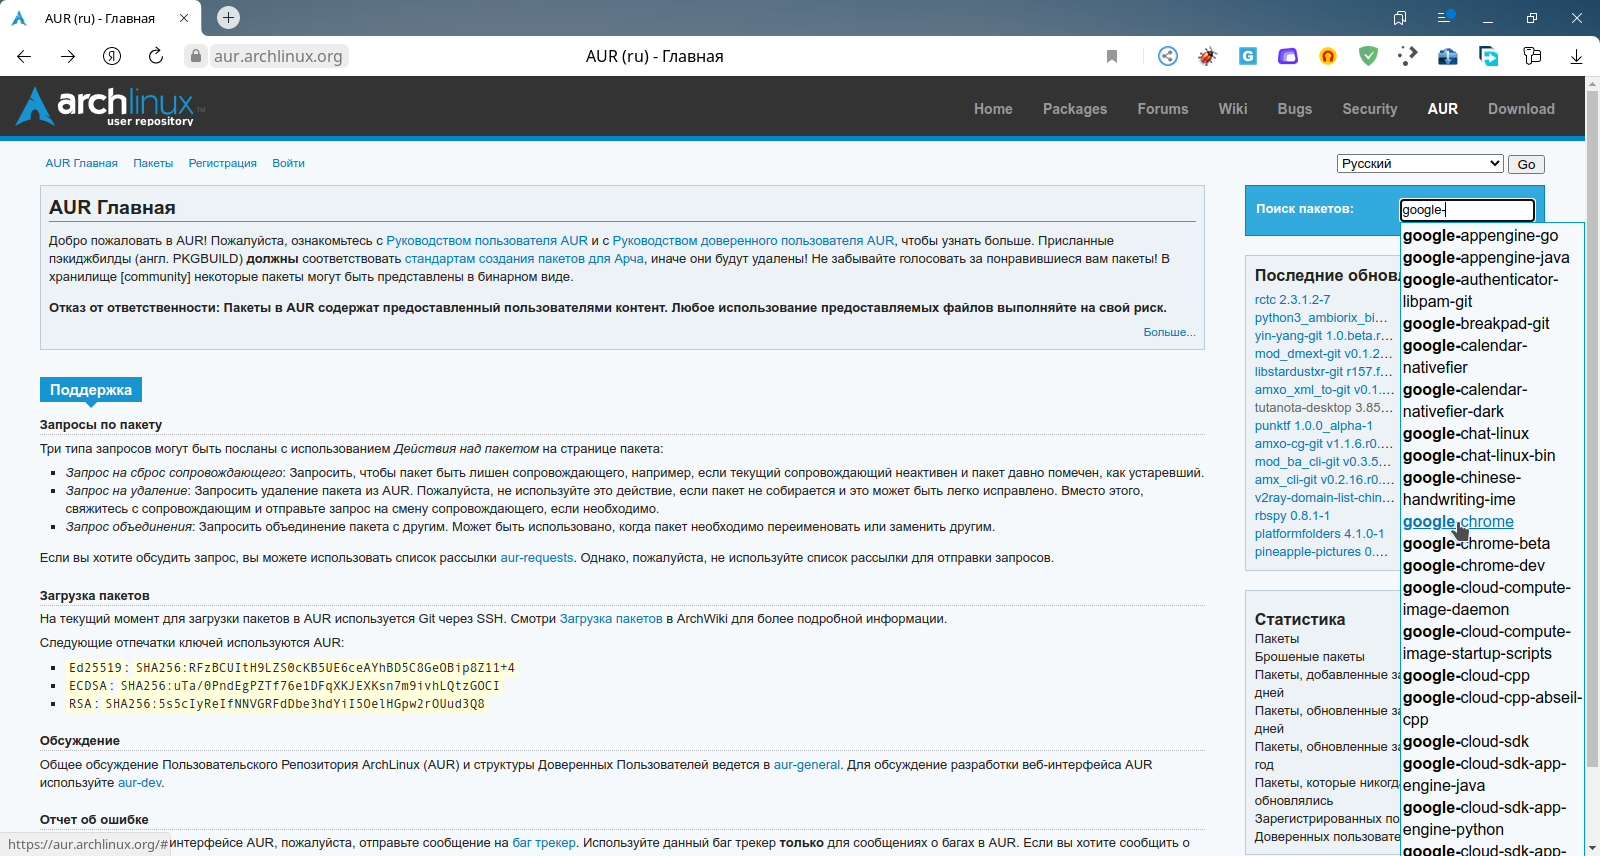 AUR (ru) - Главная
aur.archlinux.org
AUR (ru) - Главная
archlinux™
user repository
Home Packages Forums Wiki Bugs Security AUR Download
AUR Главная Пакеты Регистрация Войти
Русский Go
AUR Главная
Добро пожаловать в AUR! Пожалуйста, ознакомьтесь с Руководством пользователя AUR и с Руководством доверенного пользователя AUR, чтобы узнать больше. Присланные
пэкиджбилды (англ. PKGBUILD) должны соответствовать стандартам создания пакетов для Арча, иначе они будут удалены! Не забывайте голосовать за понравившиеся вам пакеты! В
хранилище [community] некоторые пакеты могут быть представлены в бинарном виде.
Отказ от ответственности: Пакеты в AUR содержат предоставленный пользователями контент. Любое использование предоставляемых файлов выполняйте на свой риск.
Больше...
Поддержка
Запросы по пакету
Три типа запросов могут быть посланы с использованием Действия над пакетом на странице пакета:
Запрос на сброс сопровождающего: Запросить, чтобы пакет быть лишен сопровождающего, например, если текущий сопровождающий неактивен и пакет давно помечен, как устаревший.
Запрос на удаление: Запросить удаление пакета из AUR. Пожалуйста, не используйте это действие, если пакет не собирается и это может быть легко исправлено. Вместо этого,
свяжитесь с сопровождающим и отправьте запрос на смену сопровождающего, если необходимо.
Запрос объединения: Запросить объединение пакета с другим. Может быть использовано, когда пакет необходимо переименовать или заменить другим.
Если вы хотите обсудить запрос, вы можете использовать список рассылки aur-requests. Однако, пожалуйста, не используйте список рассылки для отправки запросов.
Загрузка пакетов
На текущий момент для загрузки пакетов в AUR используется Git через SSH. Смотри Загрузка пакетов в ArchWiki для более подробной информации.
Следующие отпечатки ключей используются AUR:
Ed25519: SHA256:RFzBCUItH9LZS0cKB5UE6ceAYhBD5C8GeOBip8Z11+4
ECDSA: SHA256:uTa/0PndEgPZTf76e1DFqXKJEXKsn7m9ivhLQtzGOCI
RSA: SHA256:5s5cIyReIfNNVGRFdDbe3hdYiI5OelHGpw2rOUud3Q8
Обсуждение
Общее обсуждение Пользовательского Репозитория ArchLinux (AUR) и структуры Доверенных Пользователей ведется в aur-general. Для обсуждение разработки веб-интерфейса AUR
используйте aur-dev.
Отчет об ошибке
интерфейсе AUR, пожалуйста, отправьте сообщение на баг трекер. Используйте данный баг трекер только для сообщениях о багах в AUR. Если вы хотите сообщить о
https://aur.archlinux.org/#
Поиск пакетов: google-
Последние обнов
rctc 2.3.1.2-7
python3_ambiorix_bi...
yin-yang-git 1.0.beta.r...
mod_dmext-git v0.1.2...
libstardustxr-git r157.f...
amxo_xml_to-git v0.1....
tutanota-desktop 3.85...
punktf 1.0.0_alpha-1
amxo-cg-git v1.1.6.r0....
mod_ba_cli-git v0.3.5...
amx_cli-git v0.2.16.r0....
v2ray-domain-list-chin...
rbspy 0.8.1-1
platformfolders 4.1.0-1
pineapple-pictures 0....
Статистика
Пакеты
Брошеные пакеты
Пакеты, добавленные за
дней
Пакеты, обновленные за
дней
Пакеты, обновленные за
год
Пакеты, которые никогд
обновлялись
Зарегистрированных по
Доверенных пользовате
google-appengine-go
google-appengine-java
google-authenticator-
libpam-git
google-breakpad-git
google-calendar-
nativefier
google-calendar-
nativefier-dark
google-chat-linux
google-chat-linux-bin
google-chinese-
handwriting-ime
google-chrome
google-chrome-beta
google-chrome-dev
google-cloud-compute-
image-daemon
google-cloud-compute-
image-startup-scripts
google-cloud-cpp
google-cloud-cpp-abseil-
cpp
google-cloud-sdk
google-cloud-sdk-app-
engine-java
google-cloud-sdk-app-
engine-python
google-cloud-sdk-app-